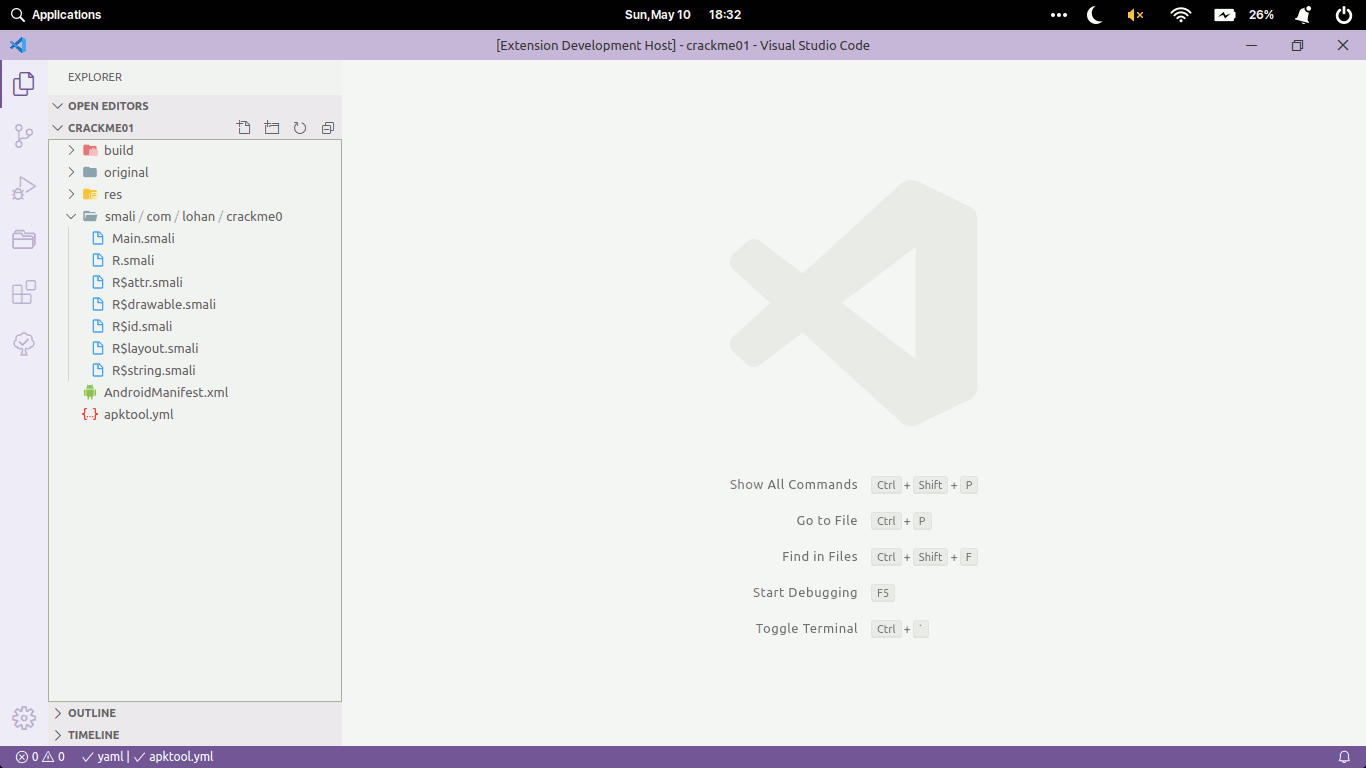 Applications
Sun, May 10 18:32
26%
[Extension Development Host] - crackme01 - Visual Studio Code
EXPLORER
OPEN EDITORS
CRACKME01
build
original
res
smali / com / lohan / crackme0
Main.smali
R.smali
R$attr.smali
R$drawable.smali
R$id.smali
R$layout.smali
R$string.smali
AndroidManifest.xml
apktool.yml
Show All Commands Ctrl + Shift + P
Go to File Ctrl + P
Find in Files Ctrl + Shift + F
Start Debugging F5
Toggle Terminal Ctrl + `
OUTLINE
TIMELINE
0 0 yaml | apktool.yml